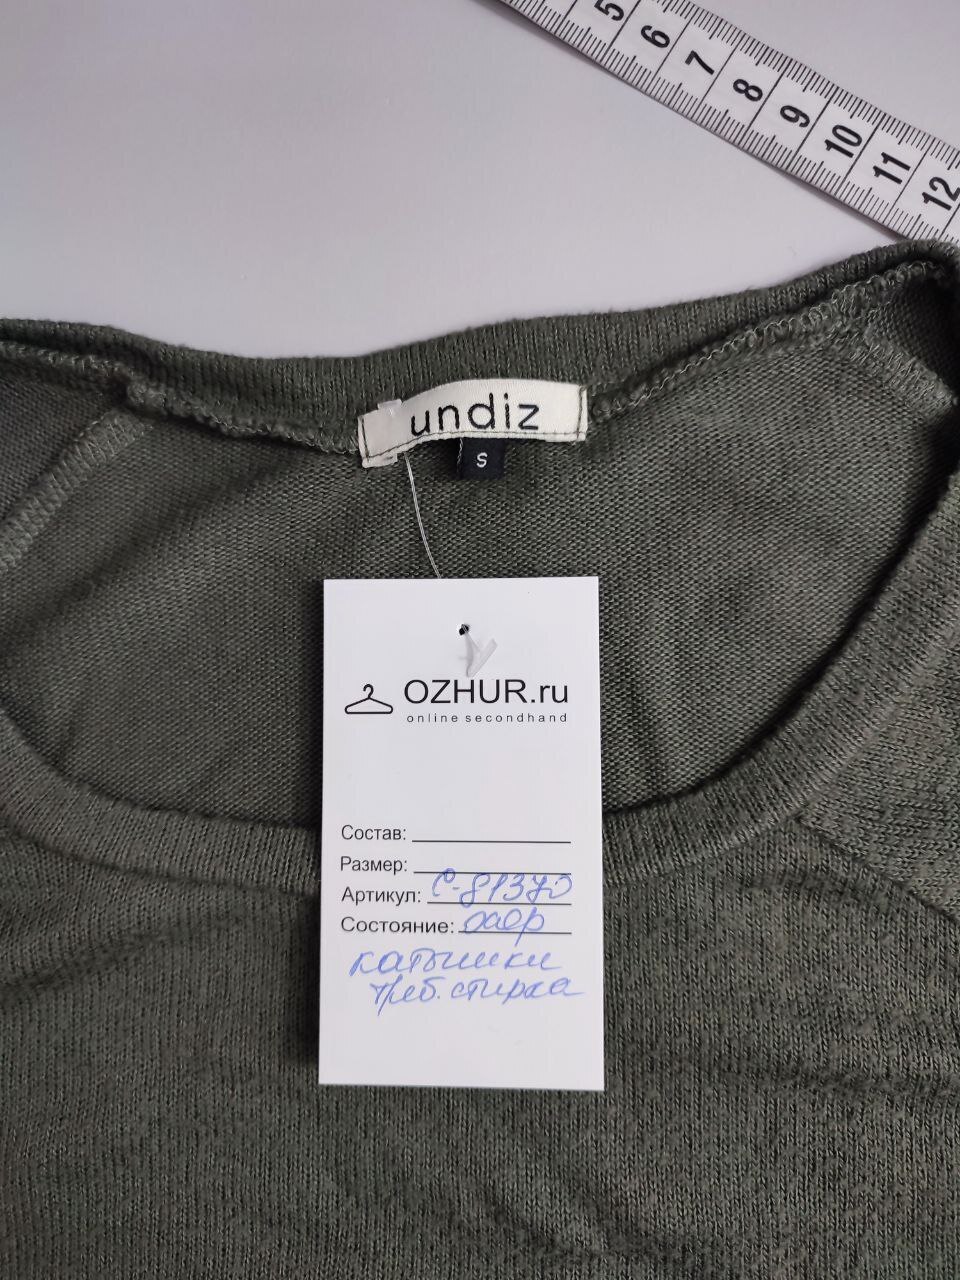 5 6 7 8 9 10 11 12
undiz
S
OZHUR.ru
online secondhand
Состав:
Размер:
Артикул: С-81370
Состояние: хор
катышки
треб. стирка